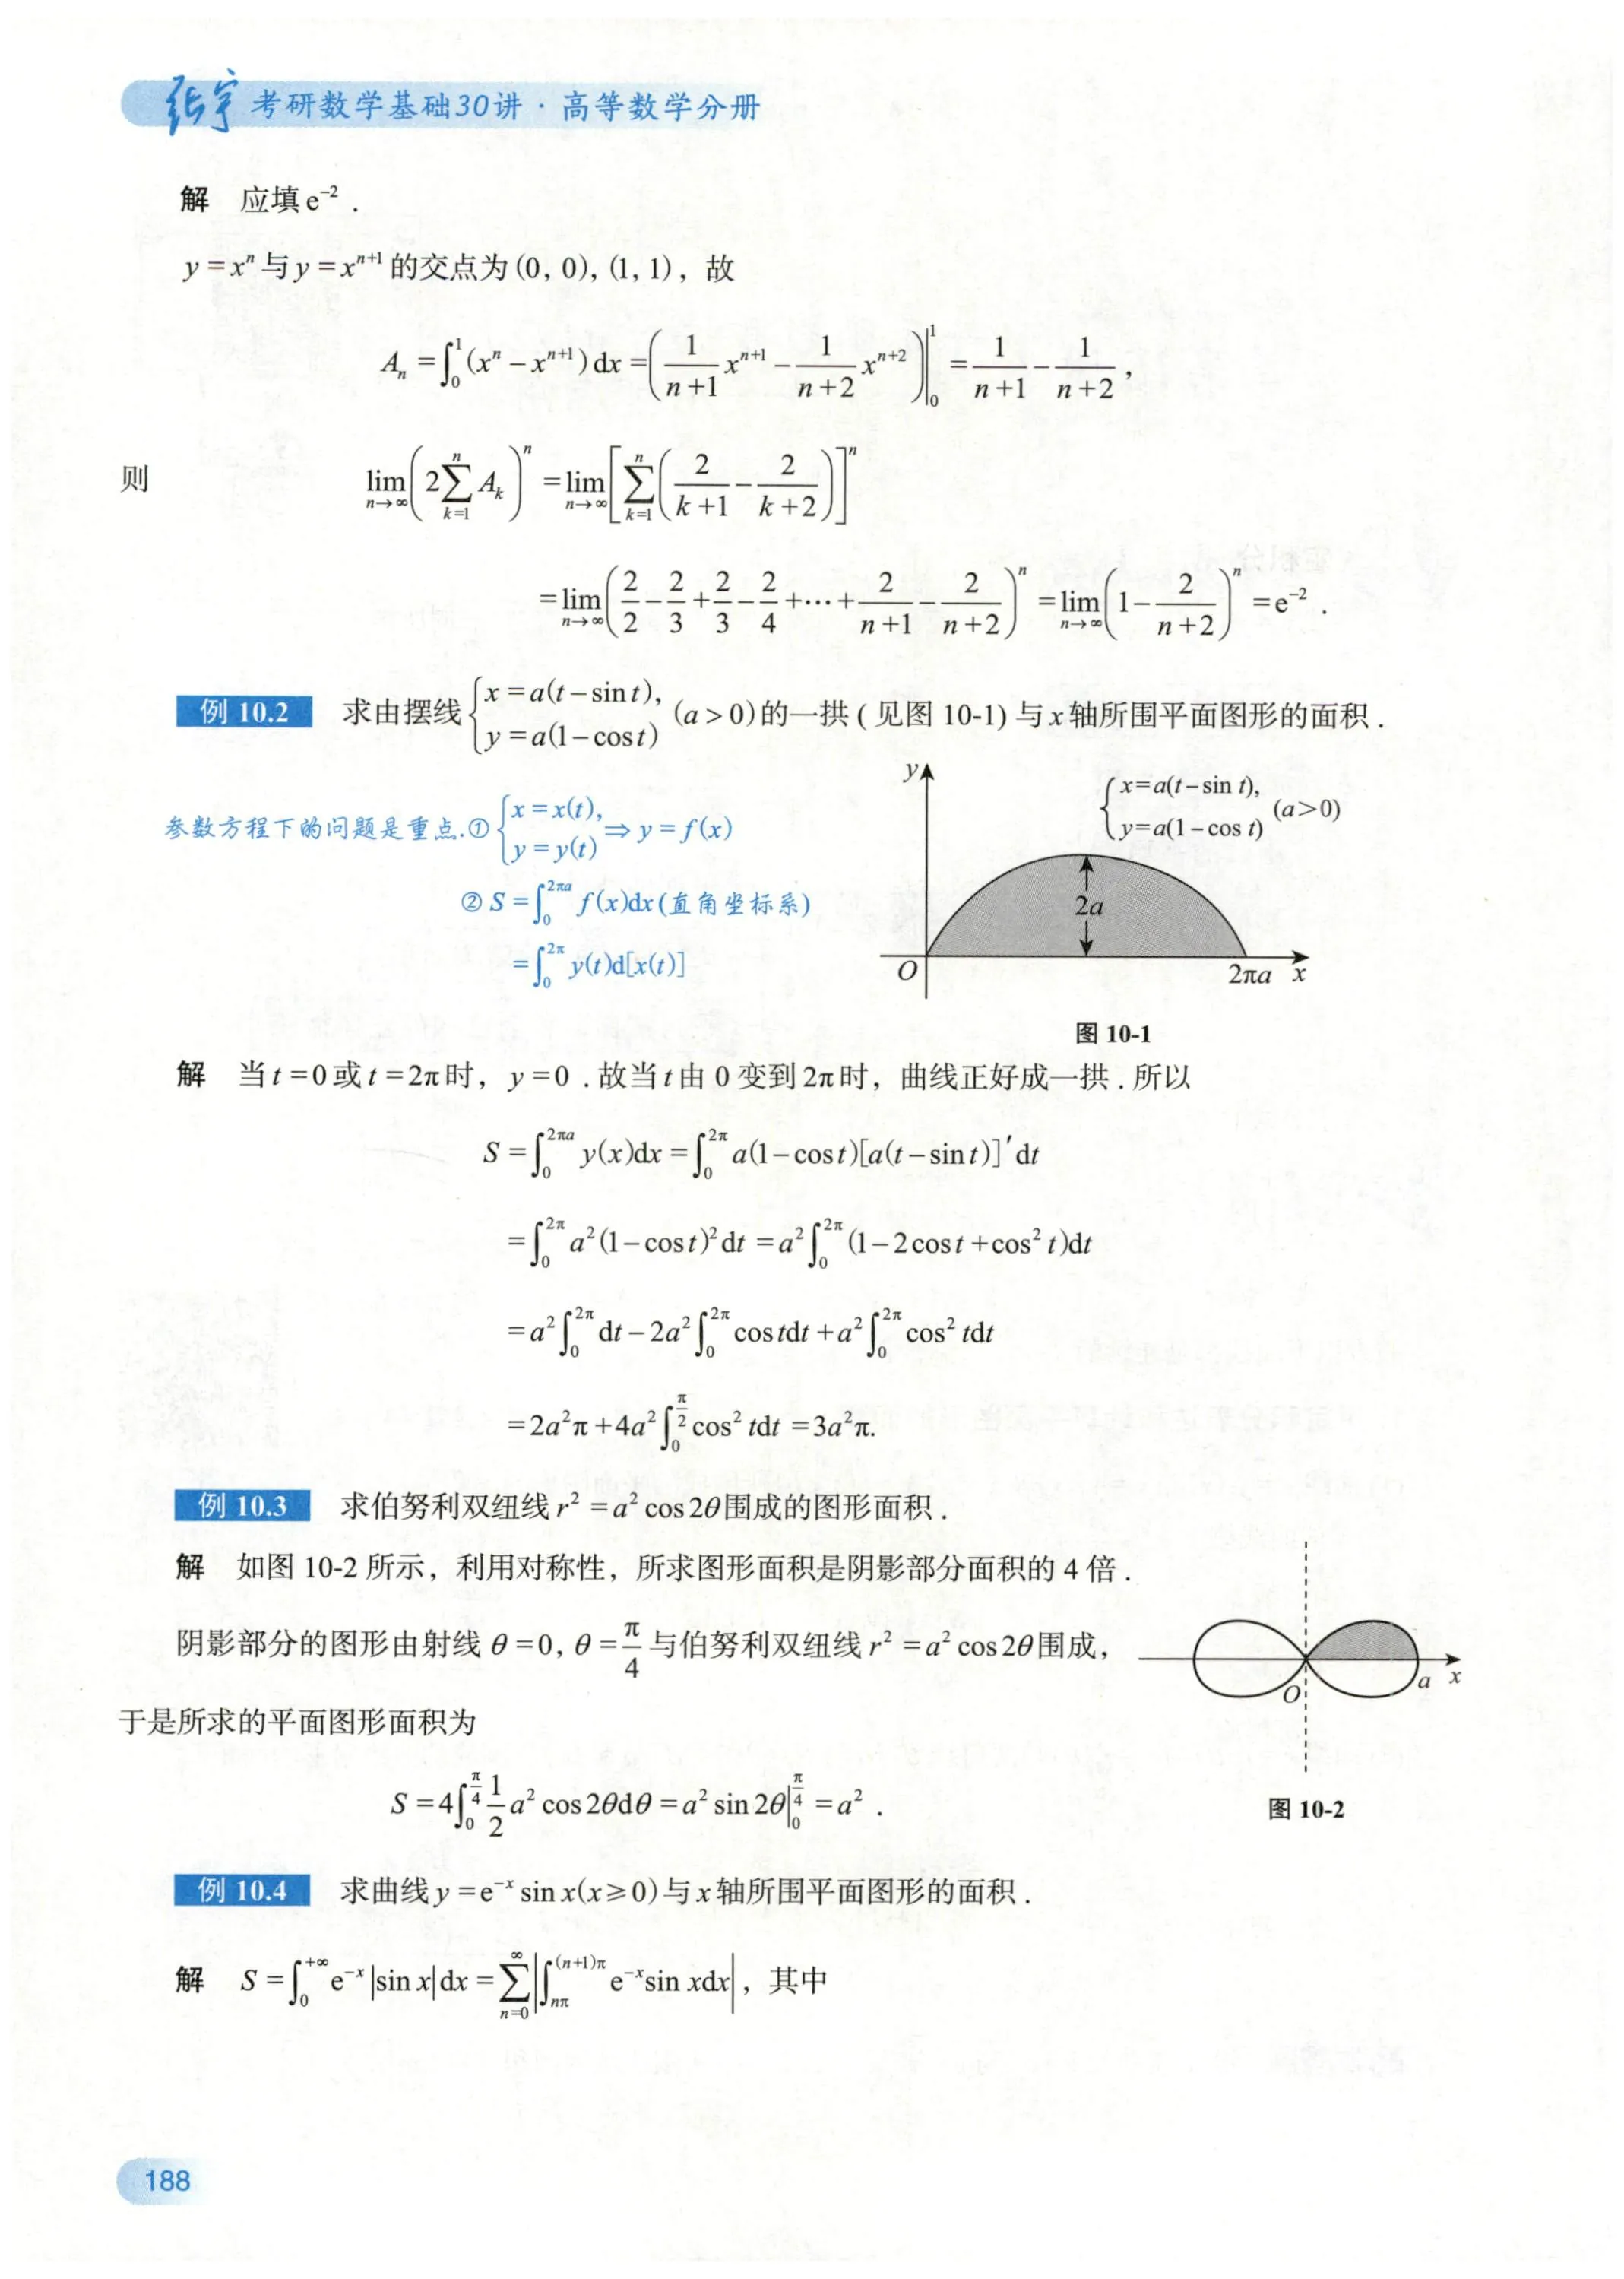 张宇 考研数学基础30讲·高等数学分册
解 应填 e⁻².
y = xⁿ 与 y = xⁿ⁺¹ 的交点为 (0, 0), (1, 1), 故
$A_n = \int_0^1 (x^n - x^{n+1}) dx = \left( \frac{1}{n+1} x^{n+1} - \frac{1}{n+2} x^{n+2} \right) \Big|_0^1 = \frac{1}{n+1} - \frac{1}{n+2}$,
则 $\lim_{n \to \infty} \left( 2 \sum_{k=1}^n A_k \right)^n = \lim_{n \to \infty} \left[ \sum_{k=1}^n \left( \frac{2}{k+1} - \frac{2}{k+2} \right) \right]^n$
$= \lim_{n \to \infty} \left( \frac{2}{2} - \frac{2}{3} + \frac{2}{3} - \frac{2}{4} + \cdots + \frac{2}{n+1} - \frac{2}{n+2} \right)^n = \lim_{n \to \infty} \left( 1 - \frac{2}{n+2} \right)^n = e^{-2}$ .
例 10.2 求由摆线 $\begin{cases} x = a(t - \sin t), \\ y = a(1 - \cos t) \end{cases}$ (a > 0) 的一拱 ( 见图 10-1) 与 x 轴所围平面图形的面积 .
参数方程下的问题是重点.① $\begin{cases} x = x(t), \\ y = y(t) \end{cases} \Rightarrow y = f(x)$
② $S = \int_0^{2\pi a} f(x) dx$ (直角坐标系)
$= \int_0^{2\pi} y(t) d[x(t)]$
y
$\begin{cases} x = a(t - \sin t), \\ y = a(1 - \cos t) \end{cases}$ (a>0)
2a
O 2πa x
图 10-1
解 当 t = 0 或 t = 2π 时, y = 0 . 故当 t 由 0 变到 2π 时, 曲线正好成一拱 . 所以
$S = \int_0^{2\pi a} y(x) dx = \int_0^{2\pi} a(1 - \cos t)[a(t - \sin t)]' dt$
$= \int_0^{2\pi} a^2 (1 - \cos t)^2 dt = a^2 \int_0^{2\pi} (1 - 2\cos t + \cos^2 t) dt$
$= a^2 \int_0^{2\pi} dt - 2a^2 \int_0^{2\pi} \cos t dt + a^2 \int_0^{2\pi} \cos^2 t dt$
$= 2a^2 \pi + 4a^2 \int_0^{\frac{\pi}{2}} \cos^2 t dt = 3a^2 \pi.$
例 10.3 求伯努利双纽线 r² = a² cos 2θ 围成的图形面积 .
解 如图 10-2 所示, 利用对称性, 所求图形面积是阴影部分面积的 4 倍 .
阴影部分的图形由射线 θ = 0, $\theta = \frac{\pi}{4}$ 与伯努利双纽线 r² = a² cos 2θ 围成,
于是所求的平面图形面积为
$S = 4 \int_0^{\frac{\pi}{4}} \frac{1}{2} a^2 \cos 2\theta d\theta = a^2 \sin 2\theta \Big|_0^{\frac{\pi}{4}} = a^2$ .
O a x
图 10-2
例 10.4 求曲线 y = e⁻ˣ sin x (x ≥ 0) 与 x 轴所围平面图形的面积 .
解 $S = \int_0^{+\infty} e^{-x} |\sin x| dx = \sum_{n=0}^{\infty} \left| \int_{n\pi}^{(n+1)\pi} e^{-x} \sin x dx \right|$, 其中
188